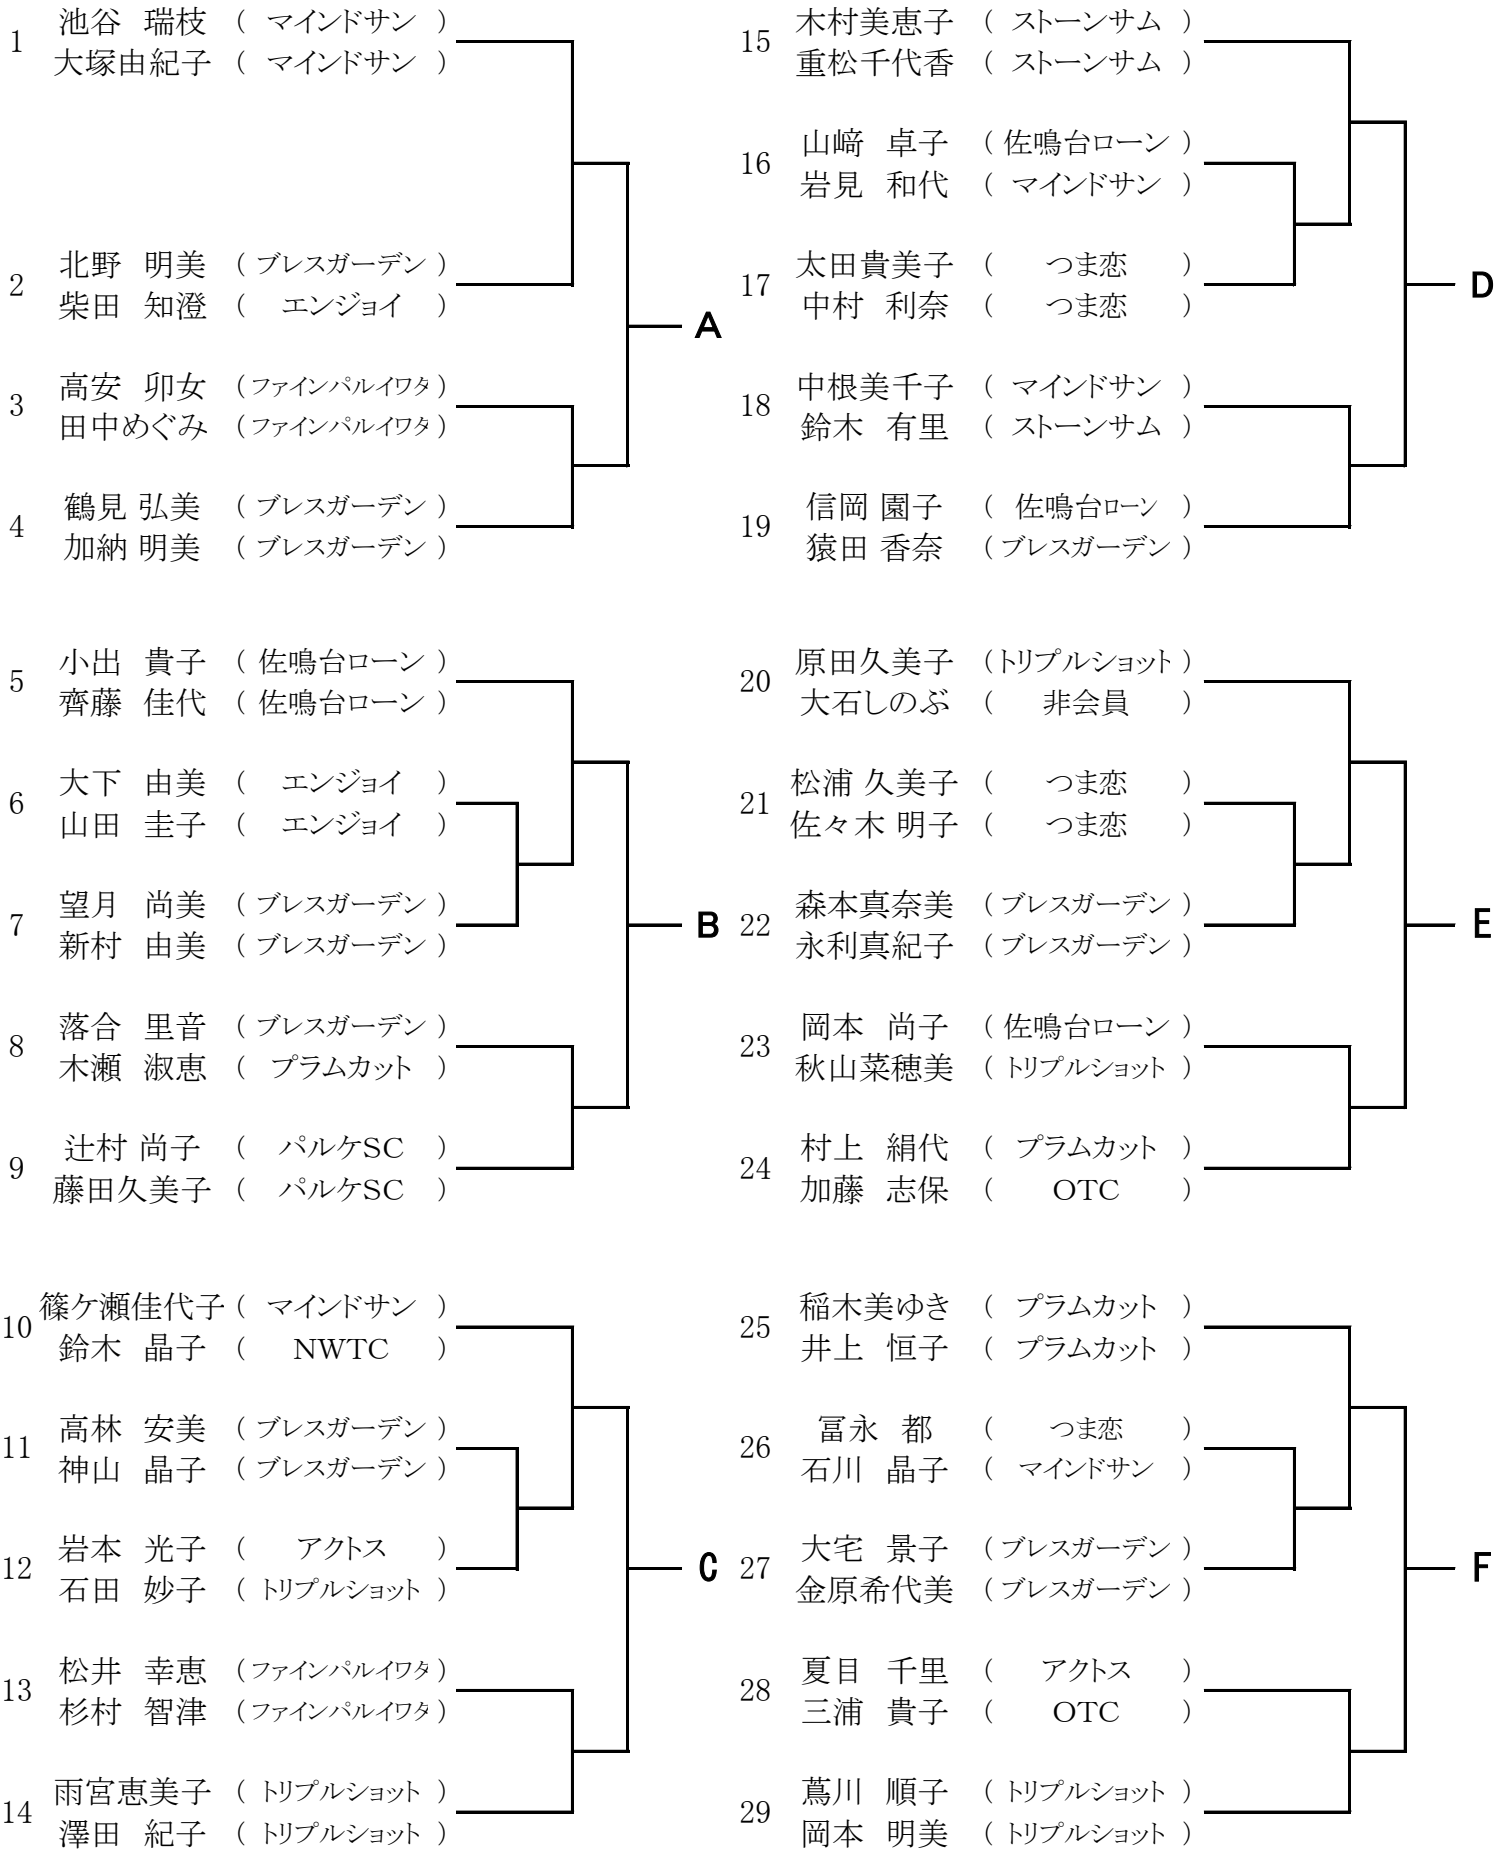 1
池谷 瑞枝 ( マインドサン )
大塚由紀子 ( マインドサン )
2
北野 明美 ( ブレスガーデン )
柴田 知澄 ( エンジョイ )
A
3
高安 卯女 ( ファインパルイワタ )
田中めぐみ ( ファインパルイワタ )
4
鶴見 弘美 ( ブレスガーデン )
加納 明美 ( ブレスガーデン )
5
小出 貴子 ( 佐鳴台ローン )
齊藤 佳代 ( 佐鳴台ローン )
6
大下 由美 ( エンジョイ )
山田 圭子 ( エンジョイ )
7
望月 尚美 ( ブレスガーデン )
新村 由美 ( ブレスガーデン )
B
8
落合 里音 ( ブレスガーデン )
木瀬 淑恵 ( プラムカット )
9
辻村 尚子 ( パルケSC )
藤田久美子 ( パルケSC )
10
篠ケ瀬佳代子 ( マインドサン )
鈴木 晶子 ( NWTC )
11
高林 安美 ( ブレスガーデン )
神山 晶子 ( ブレスガーデン )
12
岩本 光子 ( アクトス )
石田 妙子 ( トリプルショット )
C
13
松井 幸恵 ( ファインパルイワタ )
杉村 智津 ( ファインパルイワタ )
14
雨宮恵美子 ( トリプルショット )
澤田 紀子 ( トリプルショット )
15
木村美恵子 ( ストーンサム )
重松千代香 ( ストーンサム )
16
山﨑 卓子 ( 佐鳴台ローン )
岩見 和代 ( マインドサン )
17
太田貴美子 ( つま恋 )
中村 利奈 ( つま恋 )
D
18
中根美千子 ( マインドサン )
鈴木 有里 ( ストーンサム )
19
信岡 園子 ( 佐鳴台ローン )
猿田 香奈 ( ブレスガーデン )
20
原田久美子 ( トリプルショット )
大石しのぶ ( 非会員 )
21
松浦 久美子 ( つま恋 )
佐々木 明子 ( つま恋 )
22
森本真奈美 ( ブレスガーデン )
永利真紀子 ( ブレスガーデン )
E
23
岡本 尚子 ( 佐鳴台ローン )
秋山菜穂美 ( トリプルショット )
24
村上 絹代 ( プラムカット )
加藤 志保 ( OTC )
25
稲木美ゆき ( プラムカット )
井上 恒子 ( プラムカット )
26
冨永 都 ( つま恋 )
石川 晶子 ( マインドサン )
27
大宅 景子 ( ブレスガーデン )
金原希代美 ( ブレスガーデン )
F
28
夏目 千里 ( アクトス )
三浦 貴子 ( OTC )
29
蔦川 順子 ( トリプルショット )
岡本 明美 ( トリプルショット )